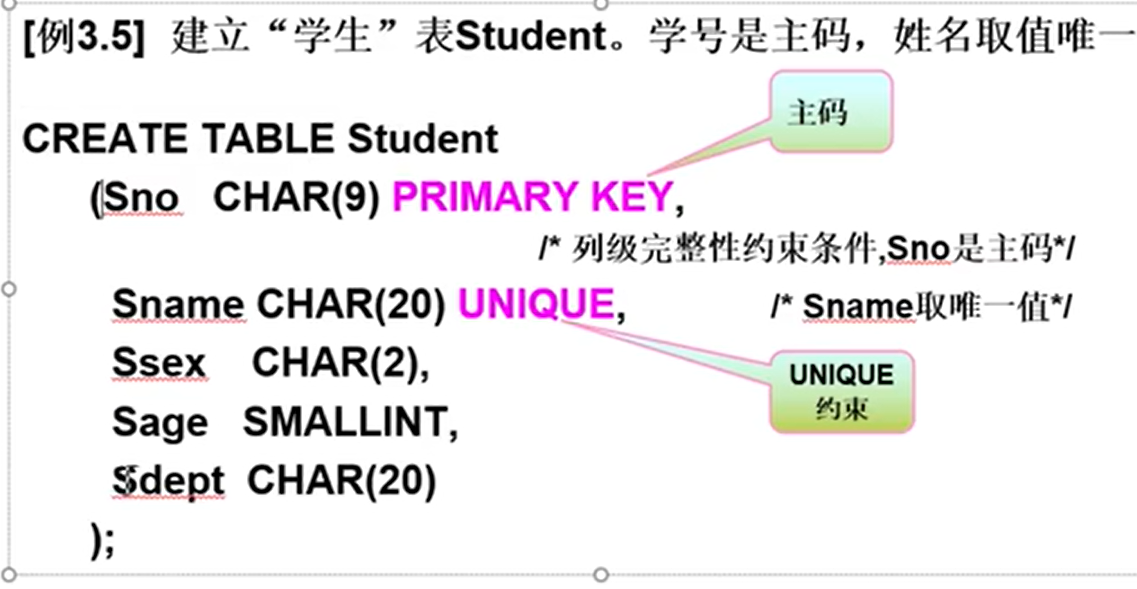 [例3.5] 建立“学生”表Student。学号是主码，姓名取值唯一
主码
CREATE TABLE Student
(Sno CHAR(9) PRIMARY KEY,
/* 列级完整性约束条件,Sno是主码*/
Sname CHAR(20) UNIQUE, /* Sname取唯一值*/
Ssex CHAR(2),
UNIQUE
约束
Sage SMALLINT,
Sdept CHAR(20)
);